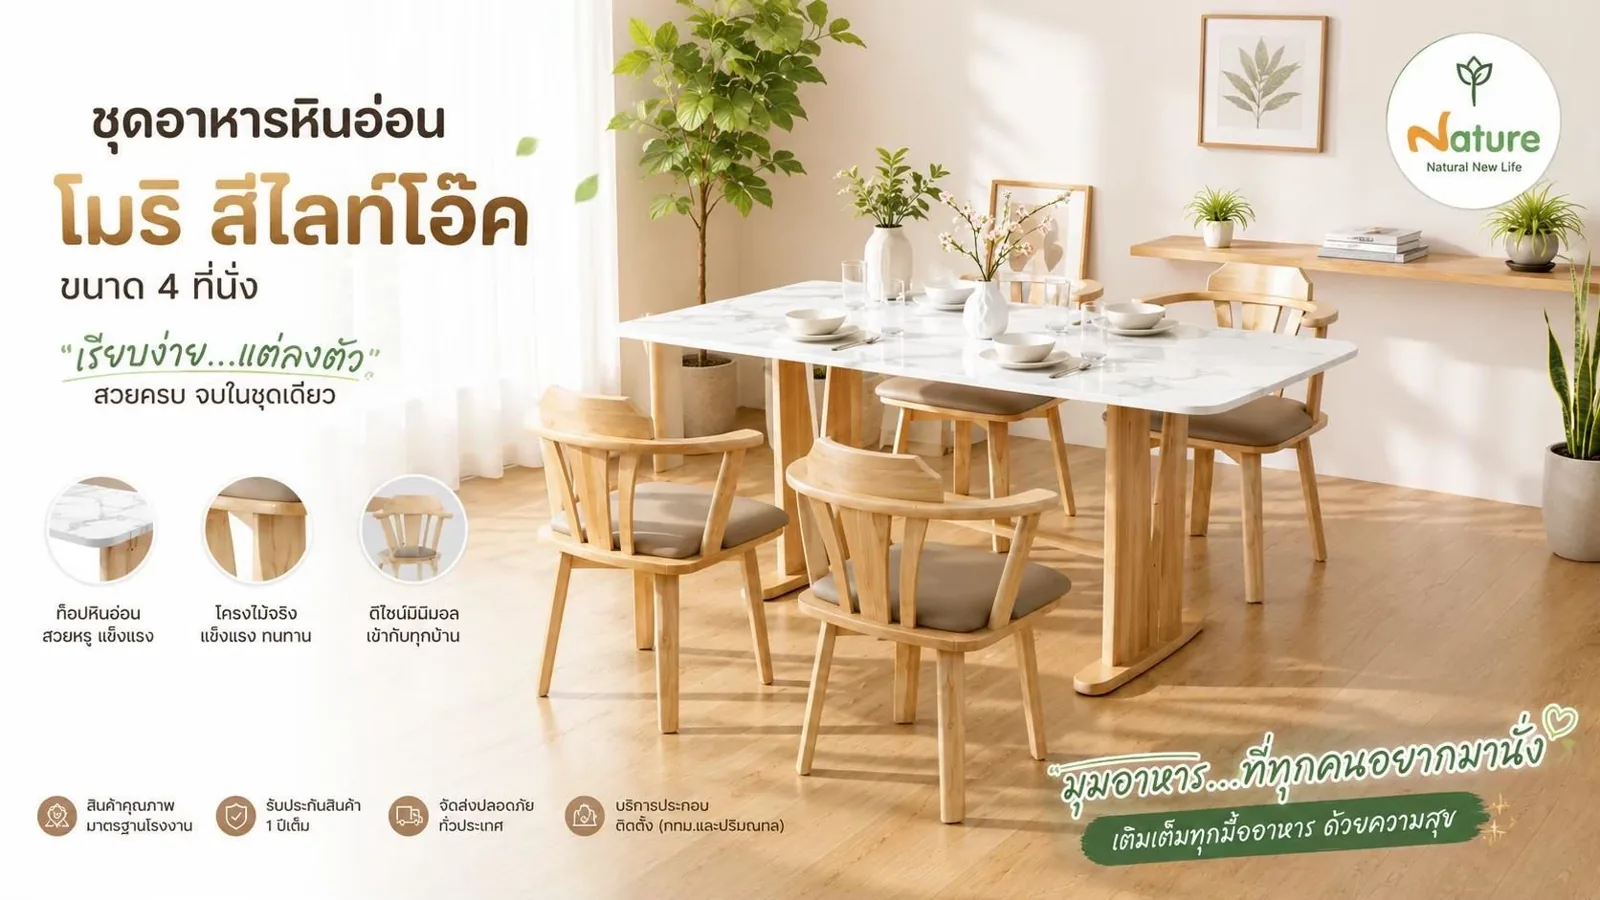 ชุดอาหารหินอ่อน
โมริ สีไลท์โอ๊ค
ขนาด 4 ที่นั่ง
"เรียบง่าย...แต่ลงตัว"
สวยครบ จบในชุดเดียว
ท็อปหินอ่อน
สวยหรู แข็งแรง
โครงไม้จริง
แข็งแรง ทนทาน
ดีไซน์มินิมอล
เข้ากับทุกบ้าน
สินค้าคุณภาพ
มาตรฐานโรงงาน
รับประกันสินค้า
1 ปีเต็ม
จัดส่งปลอดภัย
ทั่วประเทศ
บริการประกอบ
ติดตั้ง (กทม.และปริมณฑล)
Nature
Natural New Life
"มุมอาหาร...ที่ทุกคนอยากมานั่ง
เติมเต็มทุกมื้ออาหาร ด้วยความสุข